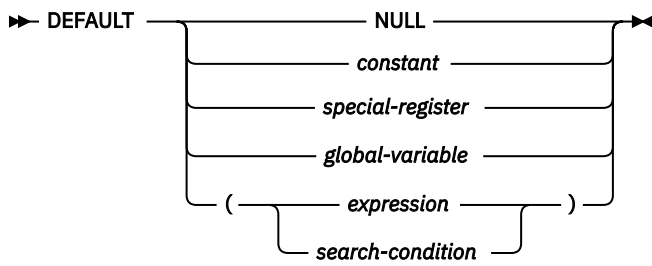 DEFAULT NULL
constant
special-register
global-variable
( expression )
search-condition